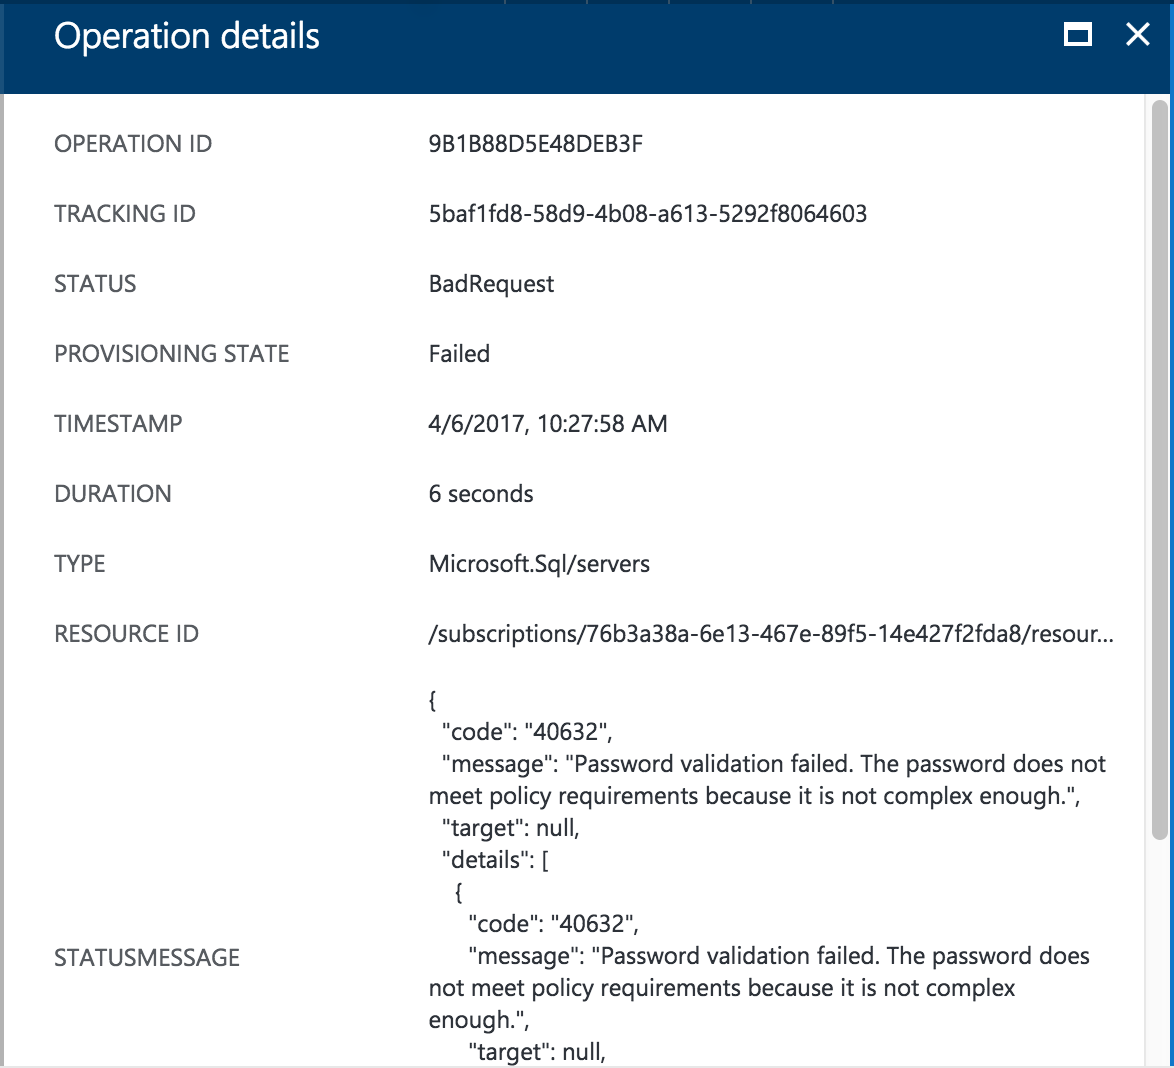 Operation details
OPERATION ID 9B1B88D5E48DEB3F
TRACKING ID 5baf1fd8-58d9-4b08-a613-5292f8064603
STATUS BadRequest
PROVISIONING STATE Failed
TIMESTAMP 4/6/2017, 10:27:58 AM
DURATION 6 seconds
TYPE Microsoft.Sql/servers
RESOURCE ID /subscriptions/76b3a38a-6e13-467e-89f5-14e427f2fda8/resour...
{
"code": "40632",
"message": "Password validation failed. The password does not
meet policy requirements because it is not complex enough.",
"target": null,
"details": [
{
"code": "40632",
STATUSMESSAGE "message": "Password validation failed. The password does
not meet policy requirements because it is not complex
enough.",
"target": null,